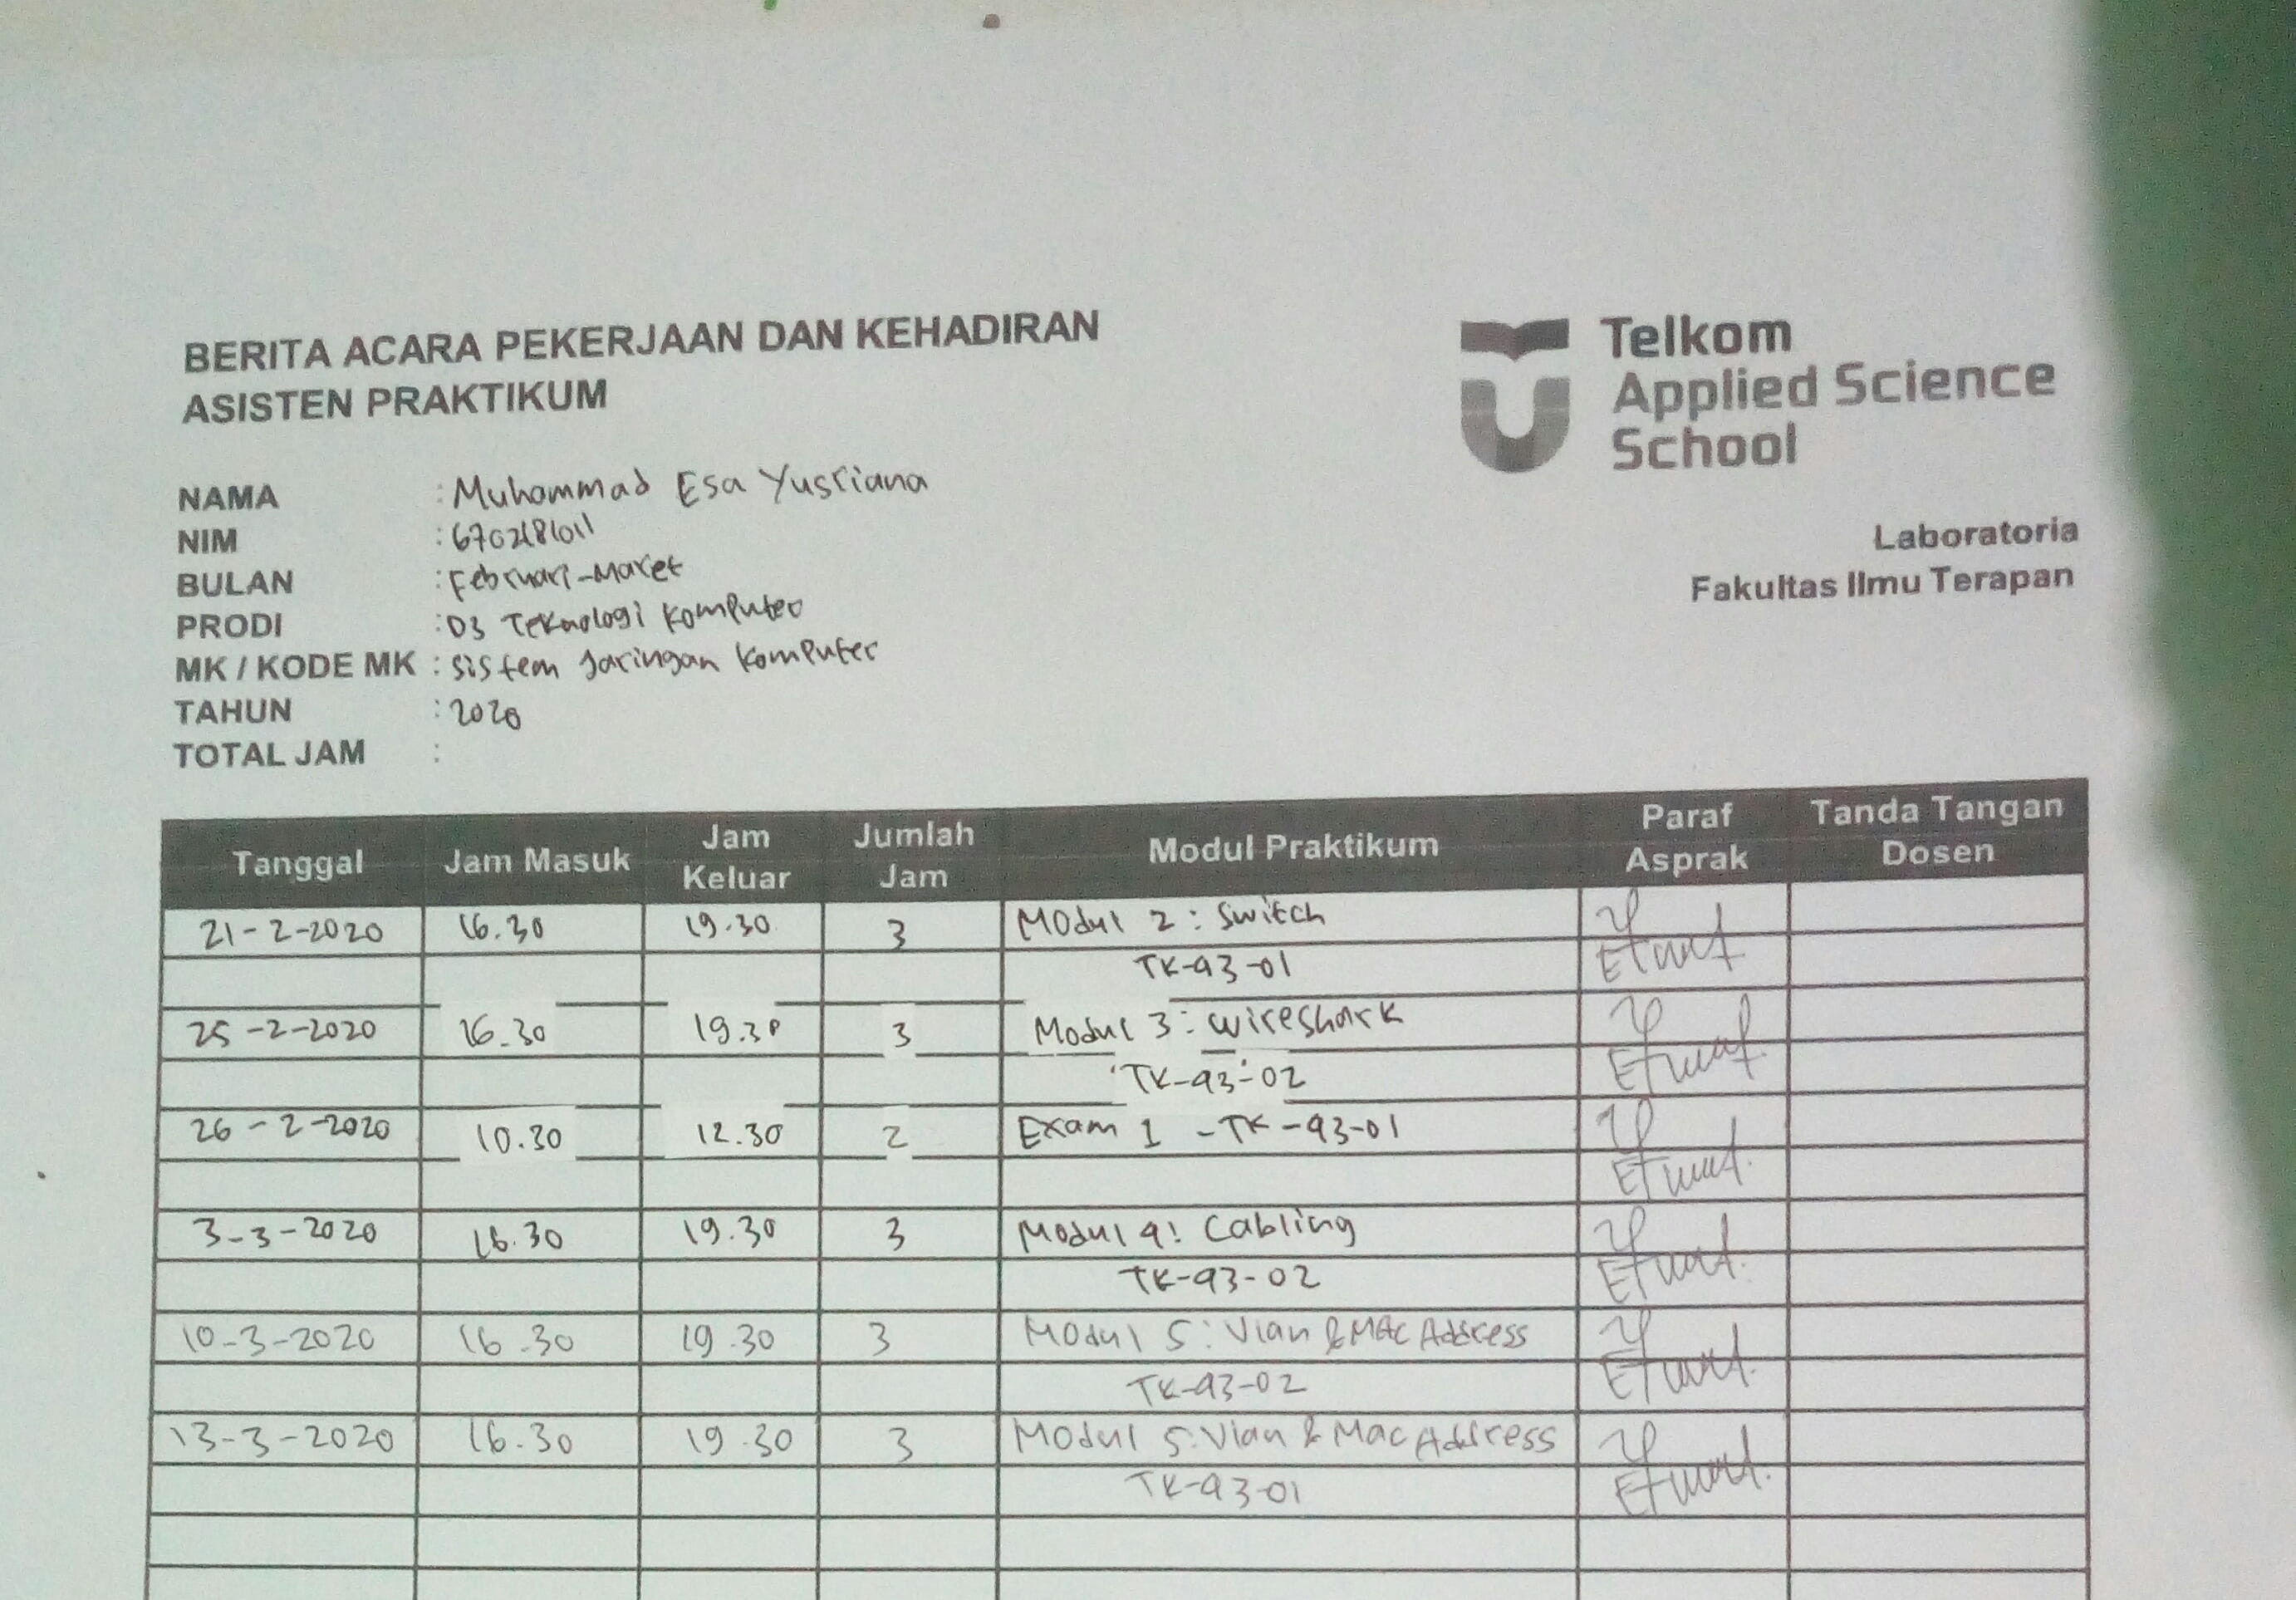 BERITA ACARA PEKERJAAN DAN KEHADIRAN
ASISTEN PRAKTIKUM
Telkom
Applied Science
School
Laboratoria
Fakultas Ilmu Terapan
NAMA : Muhammad Esa Yusriana
NIM : 6702181011
BULAN : Februari-Maret
PRODI : D3 Teknologi Komputer
MK / KODE MK : Sistem Jaringan Komputer
TAHUN : 2020
TOTAL JAM :
Tanggal Jam Masuk Jam Keluar Jumlah Jam Modul Praktikum Paraf Asprak Tanda Tangan Dosen
21-2-2020 16.30 19.30 3 Modul 2 : Switch
TK-43-01
25-2-2020 16.30 19.30 3 Modul 3 : Wireshark
TK-43-02
26-2-2020 10.30 12.30 2 Exam 1 - TK-43-01
3-3-2020 16.30 19.30 3 Modul 4 : Cabling
TK-43-02
10-3-2020 16.30 19.30 3 Modul 5 : Vlan & Mac Address
TK-43-02
13-3-2020 16.30 19.30 3 Modul 5 : Vlan & Mac Address
TK-43-01